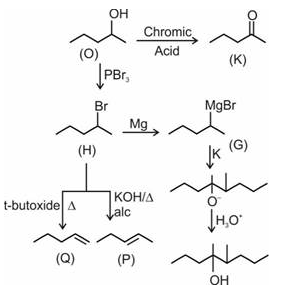 OH
Chromic
Acid
O
(O)
(K)
PBr₃
Br
Mg
MgBr
(H)
(G)
K
t-butoxide Δ
KOH/Δ
alc
O⁻
H₃O⁺
(Q)
(P)
OH